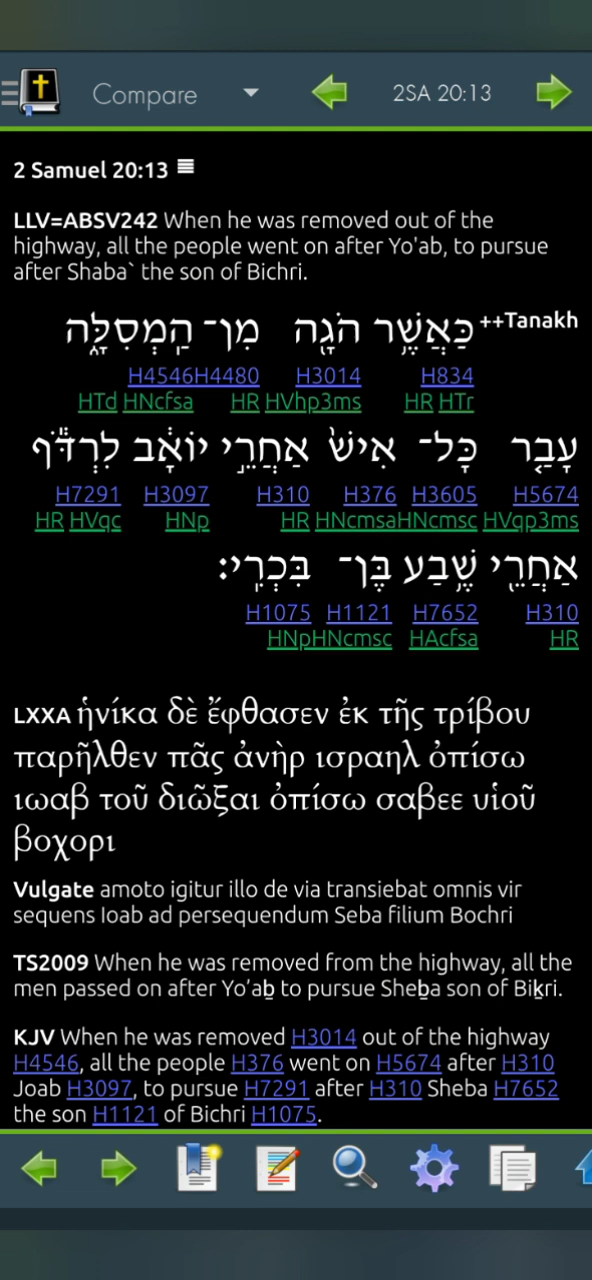 Compare
2SA 20:13
2 Samuel 20:13
LLV=ABSV242 When he was removed out of the
highway, all the people went on after Yo'ab, to pursue
after Shaba` the son of Bichri.
++Tanakh כַּאֲשֶׁ֥ר הֹגָ֖ה מִן־ הַֽמְסִלָּ֑ה
H834 H3014 H4480 H4546
HR HTr HR HVhp3ms HTd HNcfsa
עָבַ֤ר כָּל־ אִישׁ֙ אַחֲרֵ֣י יוֹאָ֔ב לִרְדֹּ֕ף
H5674 H3605 H376 H310 H3097 H7291
HVqp3ms HNcmsc HNcmsa HR HNp HR HVqc
אַחֲרֵ֖י שֶׁ֥בַע בֶּן־ בִּכְרִֽי׃
H310 H7652 H1121 H1075
HR HAcfsa HNcmsc HNp
LXXA ἡνίκα δὲ ἔφθασεν ἐκ τῆς τρίβου
παρῆλθεν πᾶς ἀνὴρ ισραηλ ὀπίσω
ιωαβ τοῦ διῶξαι ὀπίσω σαβεε υἱοῦ
βοχορι
Vulgate amoto igitur illo de via transiebat omnis vir
sequens Ioab ad persequendum Seba filium Bochri
TS2009 When he was removed from the highway, all the
men passed on after Yo’aḇ to pursue Sheḇa son of Biḵri.
KJV When he was removed H3014 out of the highway
H4546, all the people H376 went on H5674 after H310
Joab H3097, to pursue H7291 after H310 Sheba H7652
the son H1121 of Bichri H1075.